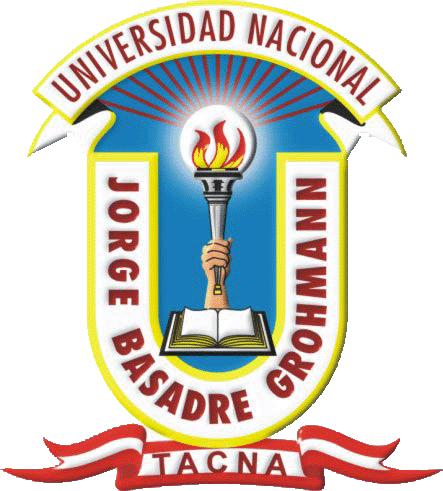 UNIVERSIDAD NACIONAL
JORGE BASADRE GROHMANN
TACNA